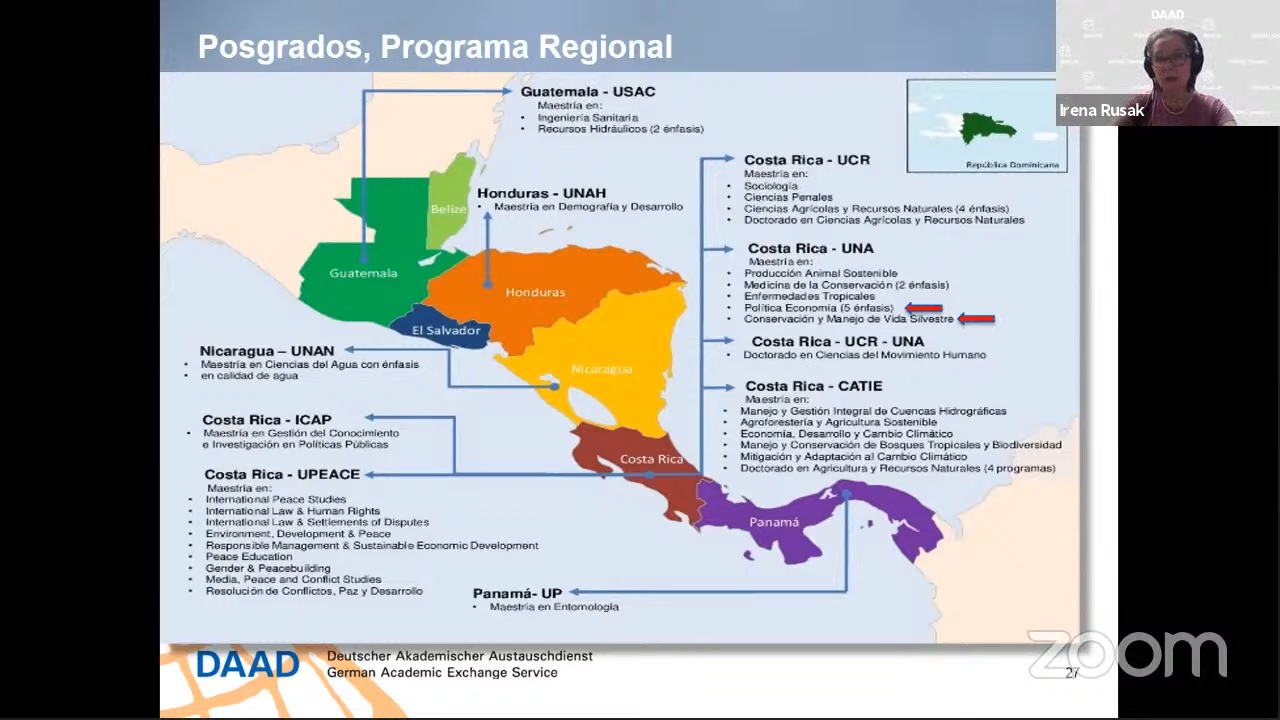 Posgrados, Programa Regional
DAAD
Irena Rusak
Guatemala - USAC
Maestría en:
• Ingeniería Sanitaria
• Recursos Hidráulicos (2 énfasis)
República Dominicana
Honduras - UNAH
• Maestría en Demografía y Desarrollo
Costa Rica - UCR
Maestría en:
• Sociología
• Ciencias Penales
• Ciencias Agrícolas y Recursos Naturales (4 énfasis)
• Doctorado en Ciencias Agrícolas y Recursos Naturales
Costa Rica - UNA
Maestría en:
• Producción Animal Sostenible
• Medicina de la Conservación (2 énfasis)
• Enfermedades Tropicales
• Política Economía (5 énfasis)
• Conservación y Manejo de Vida Silvestre
Costa Rica - UCR - UNA
• Doctorado en Ciencias del Movimiento Humano
Costa Rica - CATIE
Maestría en:
• Manejo y Gestión Integral de Cuencas Hidrográficas
• Agroforestería y Agricultura Sostenible
• Economía, Desarrollo y Cambio Climático
• Manejo y Conservación de Bosques Tropicales y Biodiversidad
• Mitigación y Adaptación al Cambio Climático
• Doctorado en Agricultura y Recursos Naturales (4 programas)
Belize
Guatemala
Honduras
El Salvador
Nicaragua
Costa Rica
Panamá
Nicaragua – UNAN
• Maestría en Ciencias del Agua con énfasis
• en calidad de agua
Costa Rica - ICAP
• Maestría en Gestión del Conocimiento
e Investigación en Políticas Públicas
Costa Rica - UPEACE
Maestría en:
• International Peace Studies
• International Law & Human Rights
• International Law & Settlements of Disputes
• Environment, Development & Peace
• Responsible Management & Sustainable Economic Development
• Peace Education
• Gender & Peacebuilding
• Media, Peace and Conflict Studies
• Resolución de Conflictos, Paz y Desarrollo
Panamá- UP
• Maestría en Entomología
DAAD
Deutscher Akademischer Austauschdienst
German Academic Exchange Service
27
zoom